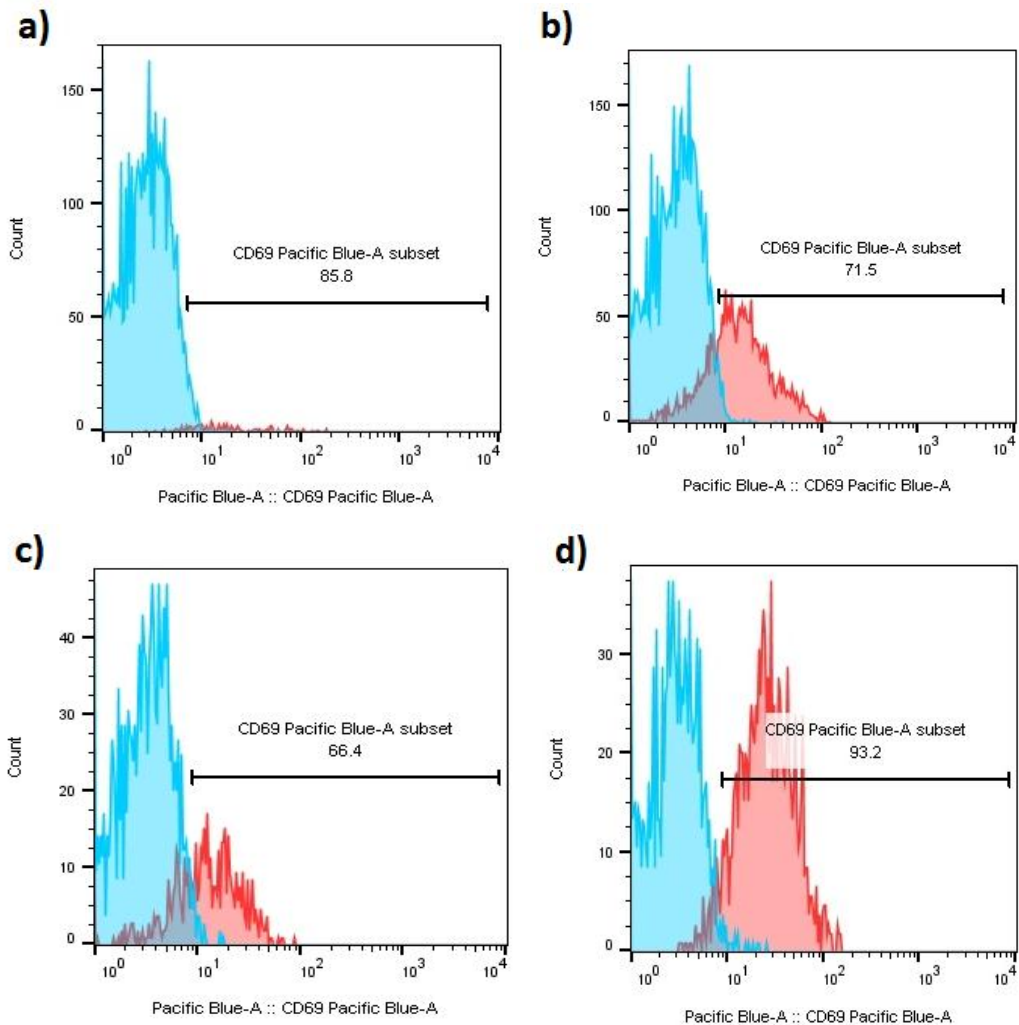 a)
150
100
50
0
Count
CD69 Pacific Blue-A subset
85.8
10^0 10^1 10^2 10^3 10^4
Pacific Blue-A :: CD69 Pacific Blue-A
b)
150
100
50
0
Count
CD69 Pacific Blue-A subset
71.5
10^0 10^1 10^2 10^3 10^4
Pacific Blue-A :: CD69 Pacific Blue-A
c)
40
30
20
10
0
Count
CD69 Pacific Blue-A subset
66.4
10^0 10^1 10^2 10^3 10^4
Pacific Blue-A :: CD69 Pacific Blue-A
d)
30
20
10
0
Count
CD69 Pacific Blue-A subset
93.2
10^0 10^1 10^2 10^3 10^4
Pacific Blue-A :: CD69 Pacific Blue-A